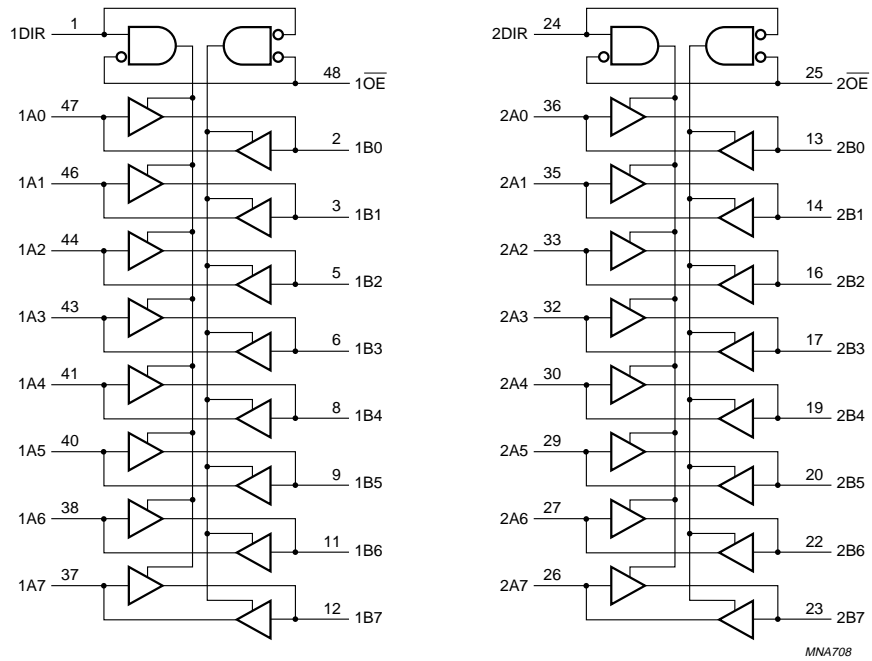 1DIR 1 2DIR 24
48 1OE 25 2OE
1A0 47 2A0 36
2 1B0 13 2B0
1A1 46 2A1 35
3 1B1 14 2B1
1A2 44 2A2 33
5 1B2 16 2B2
1A3 43 2A3 32
6 1B3 17 2B3
1A4 41 2A4 30
8 1B4 19 2B4
1A5 40 2A5 29
9 1B5 20 2B5
1A6 38 2A6 27
11 1B6 22 2B6
1A7 37 2A7 26
12 1B7 23 2B7
MNA708